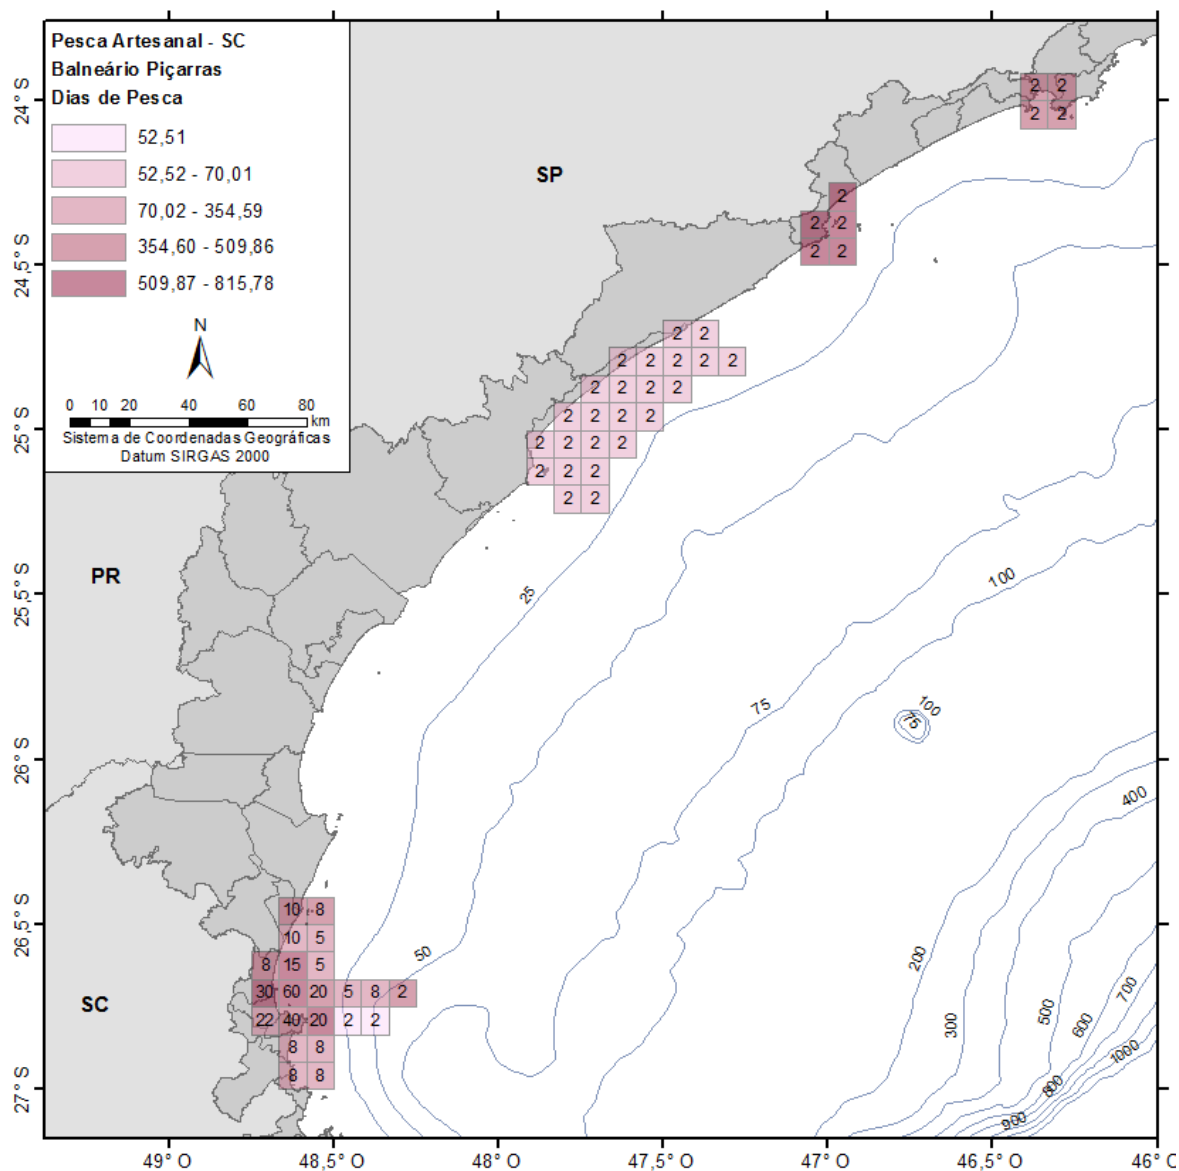 Pesca Artesanal - SC
Balneário Piçarras
Dias de Pesca
52,51
52,52 - 70,01
70,02 - 354,59
354,60 - 509,86
509,87 - 815,78
N
0 10 20 40 60 80 km
Sistema de Coordenadas Geográficas
Datum SIRGAS 2000
SP
PR
SC
24° S
24,5° S
25° S
25,5° S
26° S
26,5° S
27° S
2 2
2 2
2
2 2
2 2
2 2
2 2 2 2 2
2 2 2 2
2 2 2 2
2 2 2 2
2 2 2
2 2
25
100
75
100
75
50
400
200
300
500
600
700
800
900
1000
10 8
10 5
8 15 5
30 60 20 5 8 2
22 40 20 2 2
8 8
8 8
49° O 48,5° O 48° O 47,5° O 47° O 46,5° O 46° O